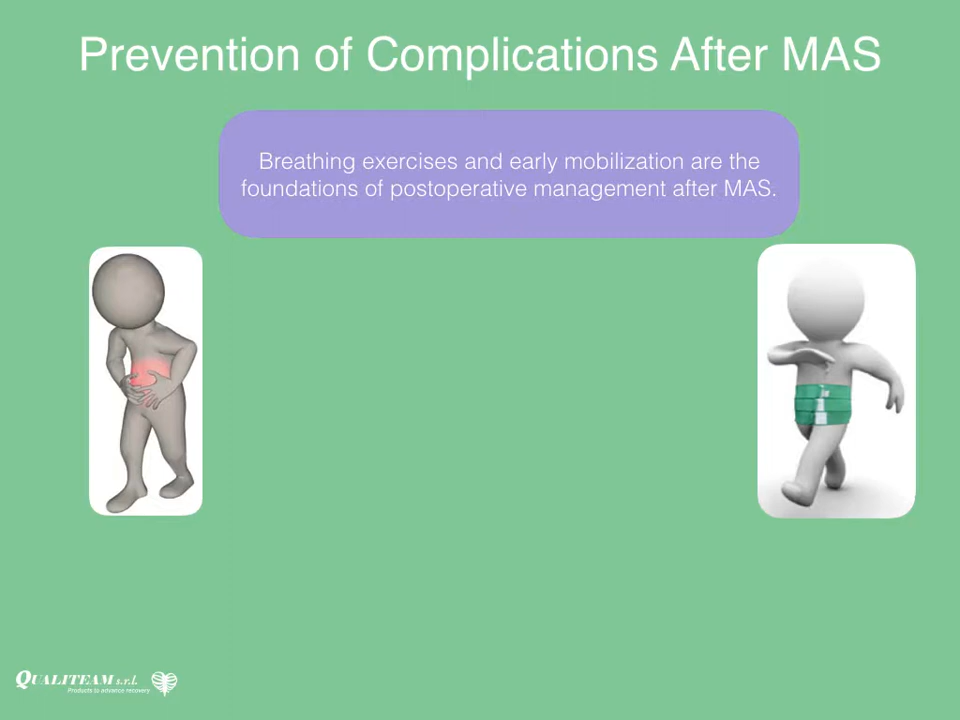 Prevention of Complications After MAS
Breathing exercises and early mobilization are the
foundations of postoperative management after MAS.
QUALITEAM s.r.l.
Products to advance recovery